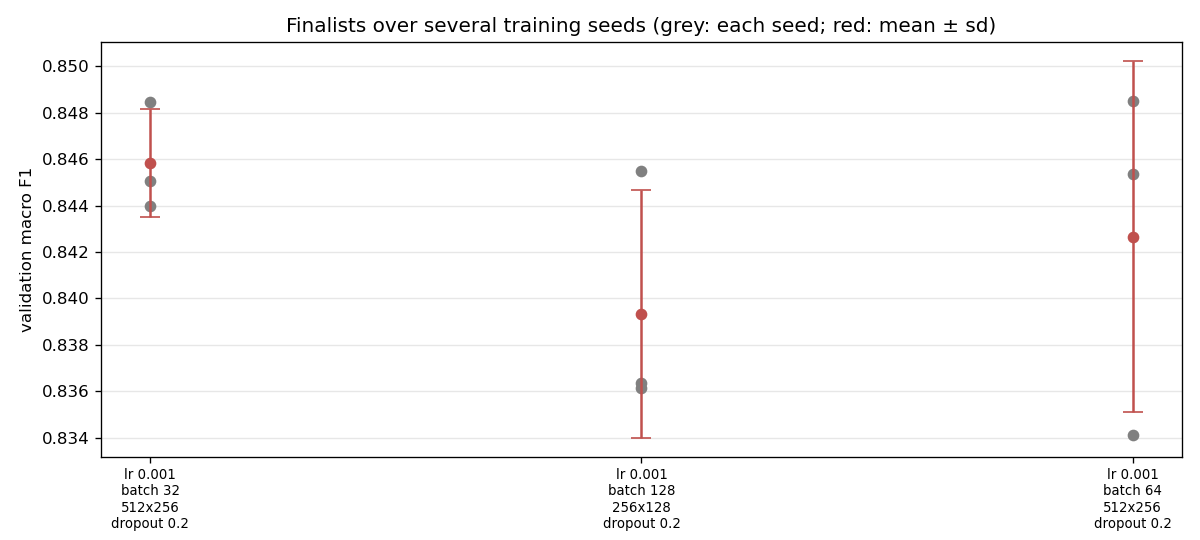 Finalists over several training seeds (grey: each seed; red: mean ± sd)
validation macro F1
0.850
0.848
0.846
0.844
0.842
0.840
0.838
0.836
0.834
lr 0.001
batch 32
512x256
dropout 0.2
lr 0.001
batch 128
256x128
dropout 0.2
lr 0.001
batch 64
512x256
dropout 0.2